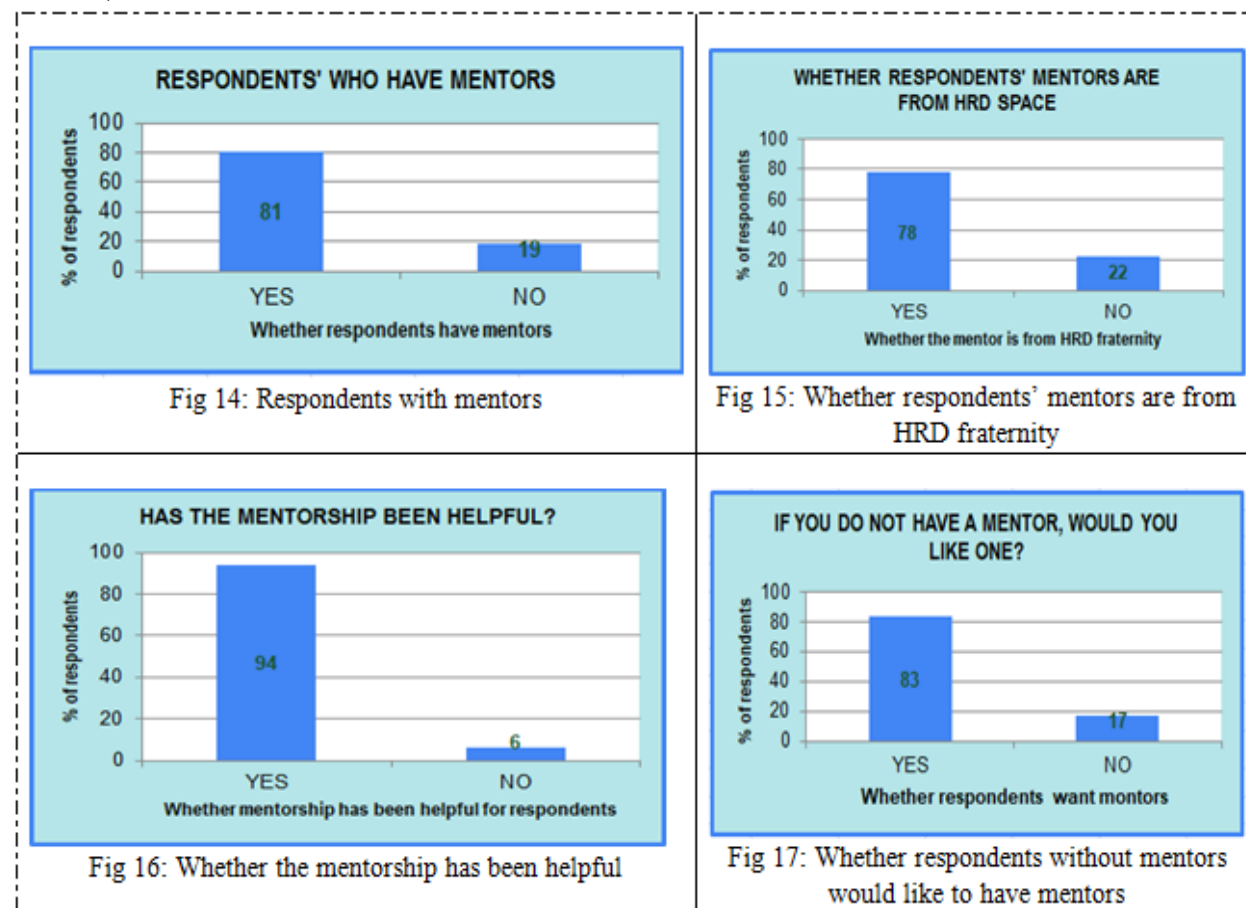 RESPONDENTS' WHO HAVE MENTORS
% of respondents
100
80
60
40
20
0
81
19
YES
NO
Whether respondents have mentors
Fig 14: Respondents with mentors
WHETHER RESPONDENTS' MENTORS ARE
FROM HRD SPACE
% of respondents
100
80
60
40
20
0
78
22
YES
NO
Whether the mentor is from HRD fraternity
Fig 15: Whether respondents’ mentors are from
HRD fraternity
HAS THE MENTORSHIP BEEN HELPFUL?
% of respondents
100
80
60
40
20
0
94
6
YES
NO
Whether mentorship has been helpful for respondents
Fig 16: Whether the mentorship has been helpful
IF YOU DO NOT HAVE A MENTOR, WOULD YOU
LIKE ONE?
% of respondents
100
80
60
40
20
0
83
17
YES
NO
Whether respondents want montors
Fig 17: Whether respondents without mentors
would like to have mentors